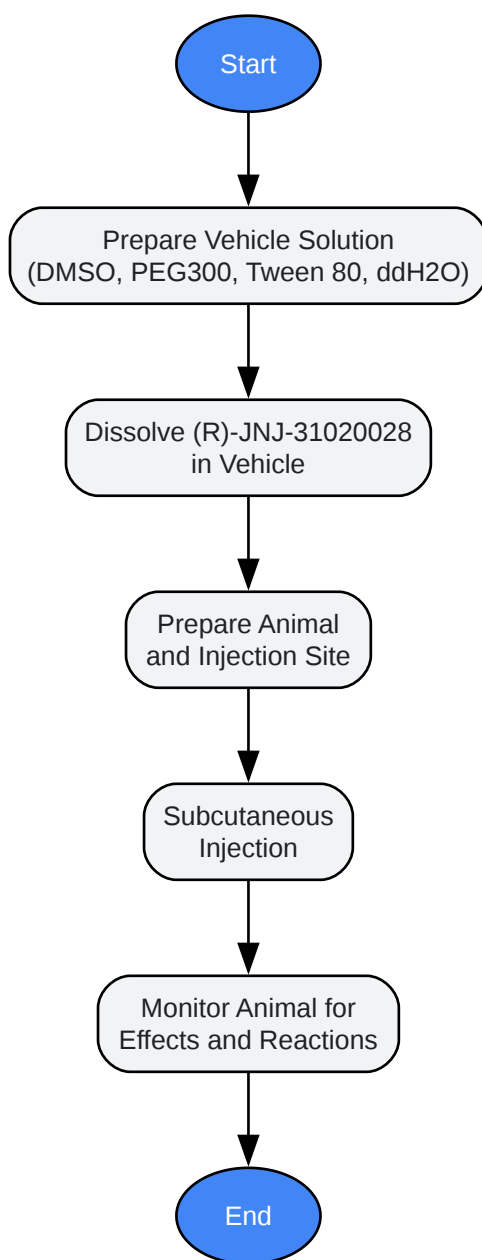 Start
Prepare Vehicle Solution
(DMSO, PEG300, Tween 80, ddH2O)
Dissolve (R)-JNJ-31020028
in Vehicle
Prepare Animal
and Injection Site
Subcutaneous
Injection
Monitor Animal for
Effects and Reactions
End